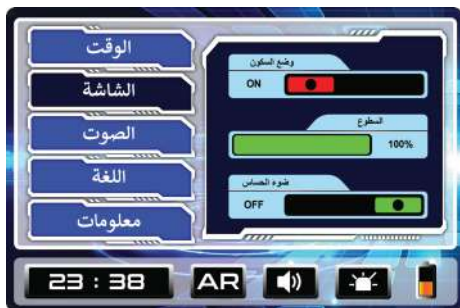 الوقت
الشاشة
الصوت
اللغة
معلومات
وضع السكون
ON
السطوع
100%
ضوء الحساس
OFF
23 : 38
AR